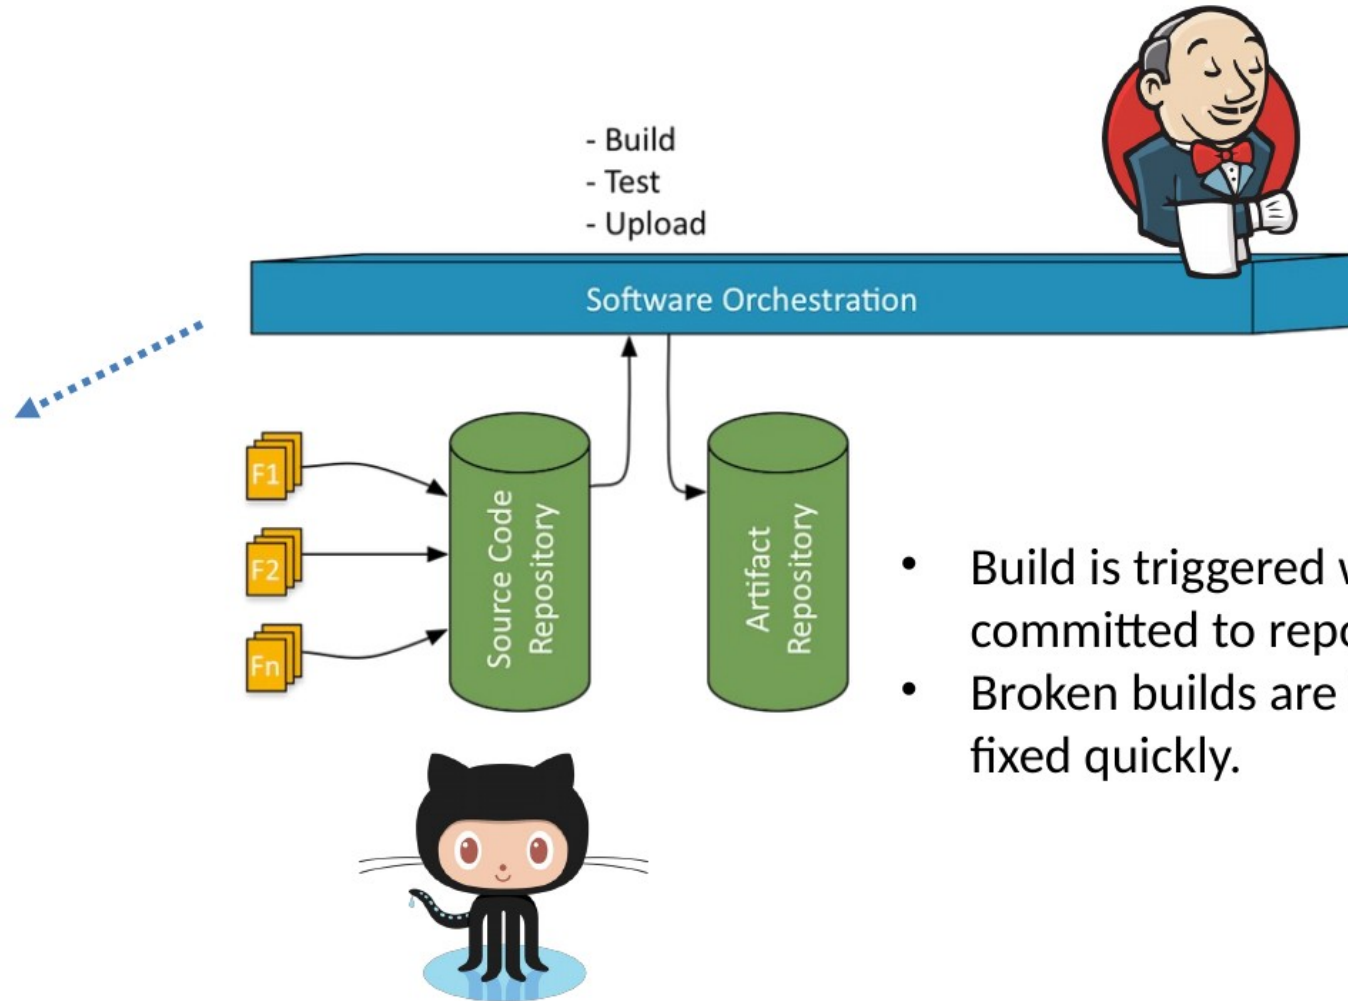 - Build
- Test
- Upload
Software Orchestration
F1
F2
Fn
Source Code
Repository
Artifact
Repository
• Build is triggered
committed to
• Broken builds are
fixed quickly.